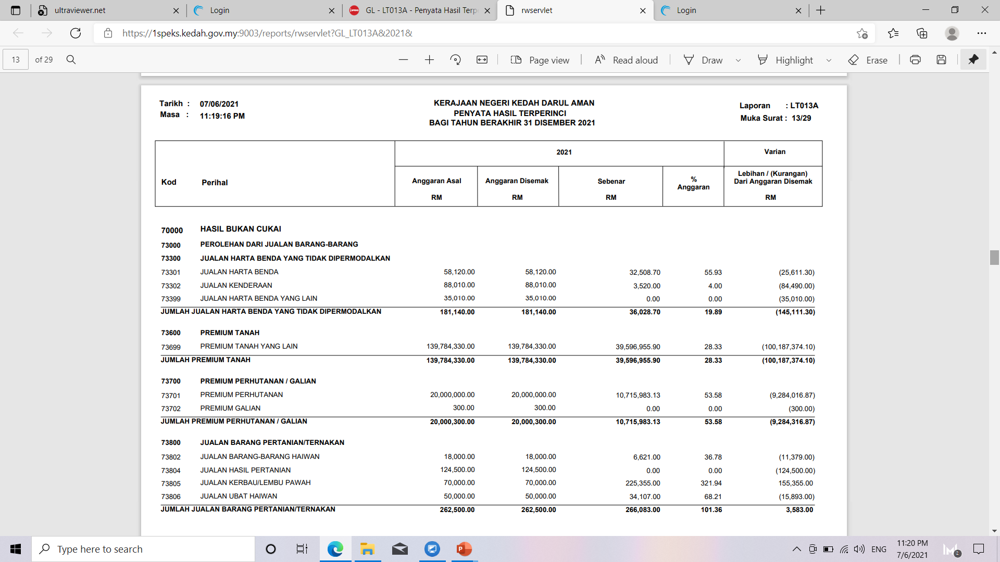 ultraviewer.net
Login
GL - LT013A - Penyata Hasil Terp
rwservlet
Login
https://1speks.kedah.gov.my:9003/reports/rwservlet?GL_LT013A&2021&
13 of 29
Page view
Read aloud
Draw
Highlight
Erase
Tarikh : 07/06/2021
Masa : 11:19:16 PM
KERAJAAN NEGERI KEDAH DARUL AMAN
PENYATA HASIL TERPERINCI
BAGI TAHUN BERAKHIR 31 DISEMBER 2021
Laporan : LT013A
Muka Surat : 13/29
2021 Varian
Kod Perihal
Anggaran Asal RM
Anggaran Disemak RM
Sebenar RM
% Anggaran
Lebihan / (Kurangan) Dari Anggaran Disemak RM
70000 HASIL BUKAN CUKAI
73000 PEROLEHAN DARI JUALAN BARANG-BARANG
73300 JUALAN HARTA BENDA YANG TIDAK DIPERMODALKAN
73301 JUALAN HARTA BENDA 58,120.00 58,120.00 32,508.70 55.93 (25,611.30)
73302 JUALAN KENDERAAN 88,010.00 88,010.00 3,520.00 4.00 (84,490.00)
73399 JUALAN HARTA BENDA YANG LAIN 35,010.00 35,010.00 0.00 0.00 (35,010.00)
JUMLAH JUALAN HARTA BENDA YANG TIDAK DIPERMODALKAN 181,140.00 181,140.00 36,028.70 19.89 (145,111.30)
73600 PREMIUM TANAH
73699 PREMIUM TANAH YANG LAIN 139,784,330.00 139,784,330.00 39,596,955.90 28.33 (100,187,374.10)
JUMLAH PREMIUM TANAH 139,784,330.00 139,784,330.00 39,596,955.90 28.33 (100,187,374.10)
73700 PREMIUM PERHUTANAN / GALIAN
73701 PREMIUM PERHUTANAN 20,000,000.00 20,000,000.00 10,715,983.13 53.58 (9,284,016.87)
73702 PREMIUM GALIAN 300.00 300.00 0.00 0.00 (300.00)
JUMLAH PREMIUM PERHUTANAN / GALIAN 20,000,300.00 20,000,300.00 10,715,983.13 53.58 (9,284,316.87)
73800 JUALAN BARANG PERTANIAN/TERNAKAN
73802 JUALAN BARANG-BARANG HAIWAN 18,000.00 18,000.00 6,621.00 36.78 (11,379.00)
73804 JUALAN HASIL PERTANIAN 124,500.00 124,500.00 0.00 0.00 (124,500.00)
73805 JUALAN KERBAU/LEMBU PAWAH 70,000.00 70,000.00 225,355.00 321.94 155,355.00
73806 JUALAN UBAT HAIWAN 50,000.00 50,000.00 34,107.00 68.21 (15,893.00)
JUMLAH JUALAN BARANG PERTANIAN/TERNAKAN 262,500.00 262,500.00 266,083.00 101.36 3,583.00
Type here to search
ENG
11:20 PM
7/6/2021
2